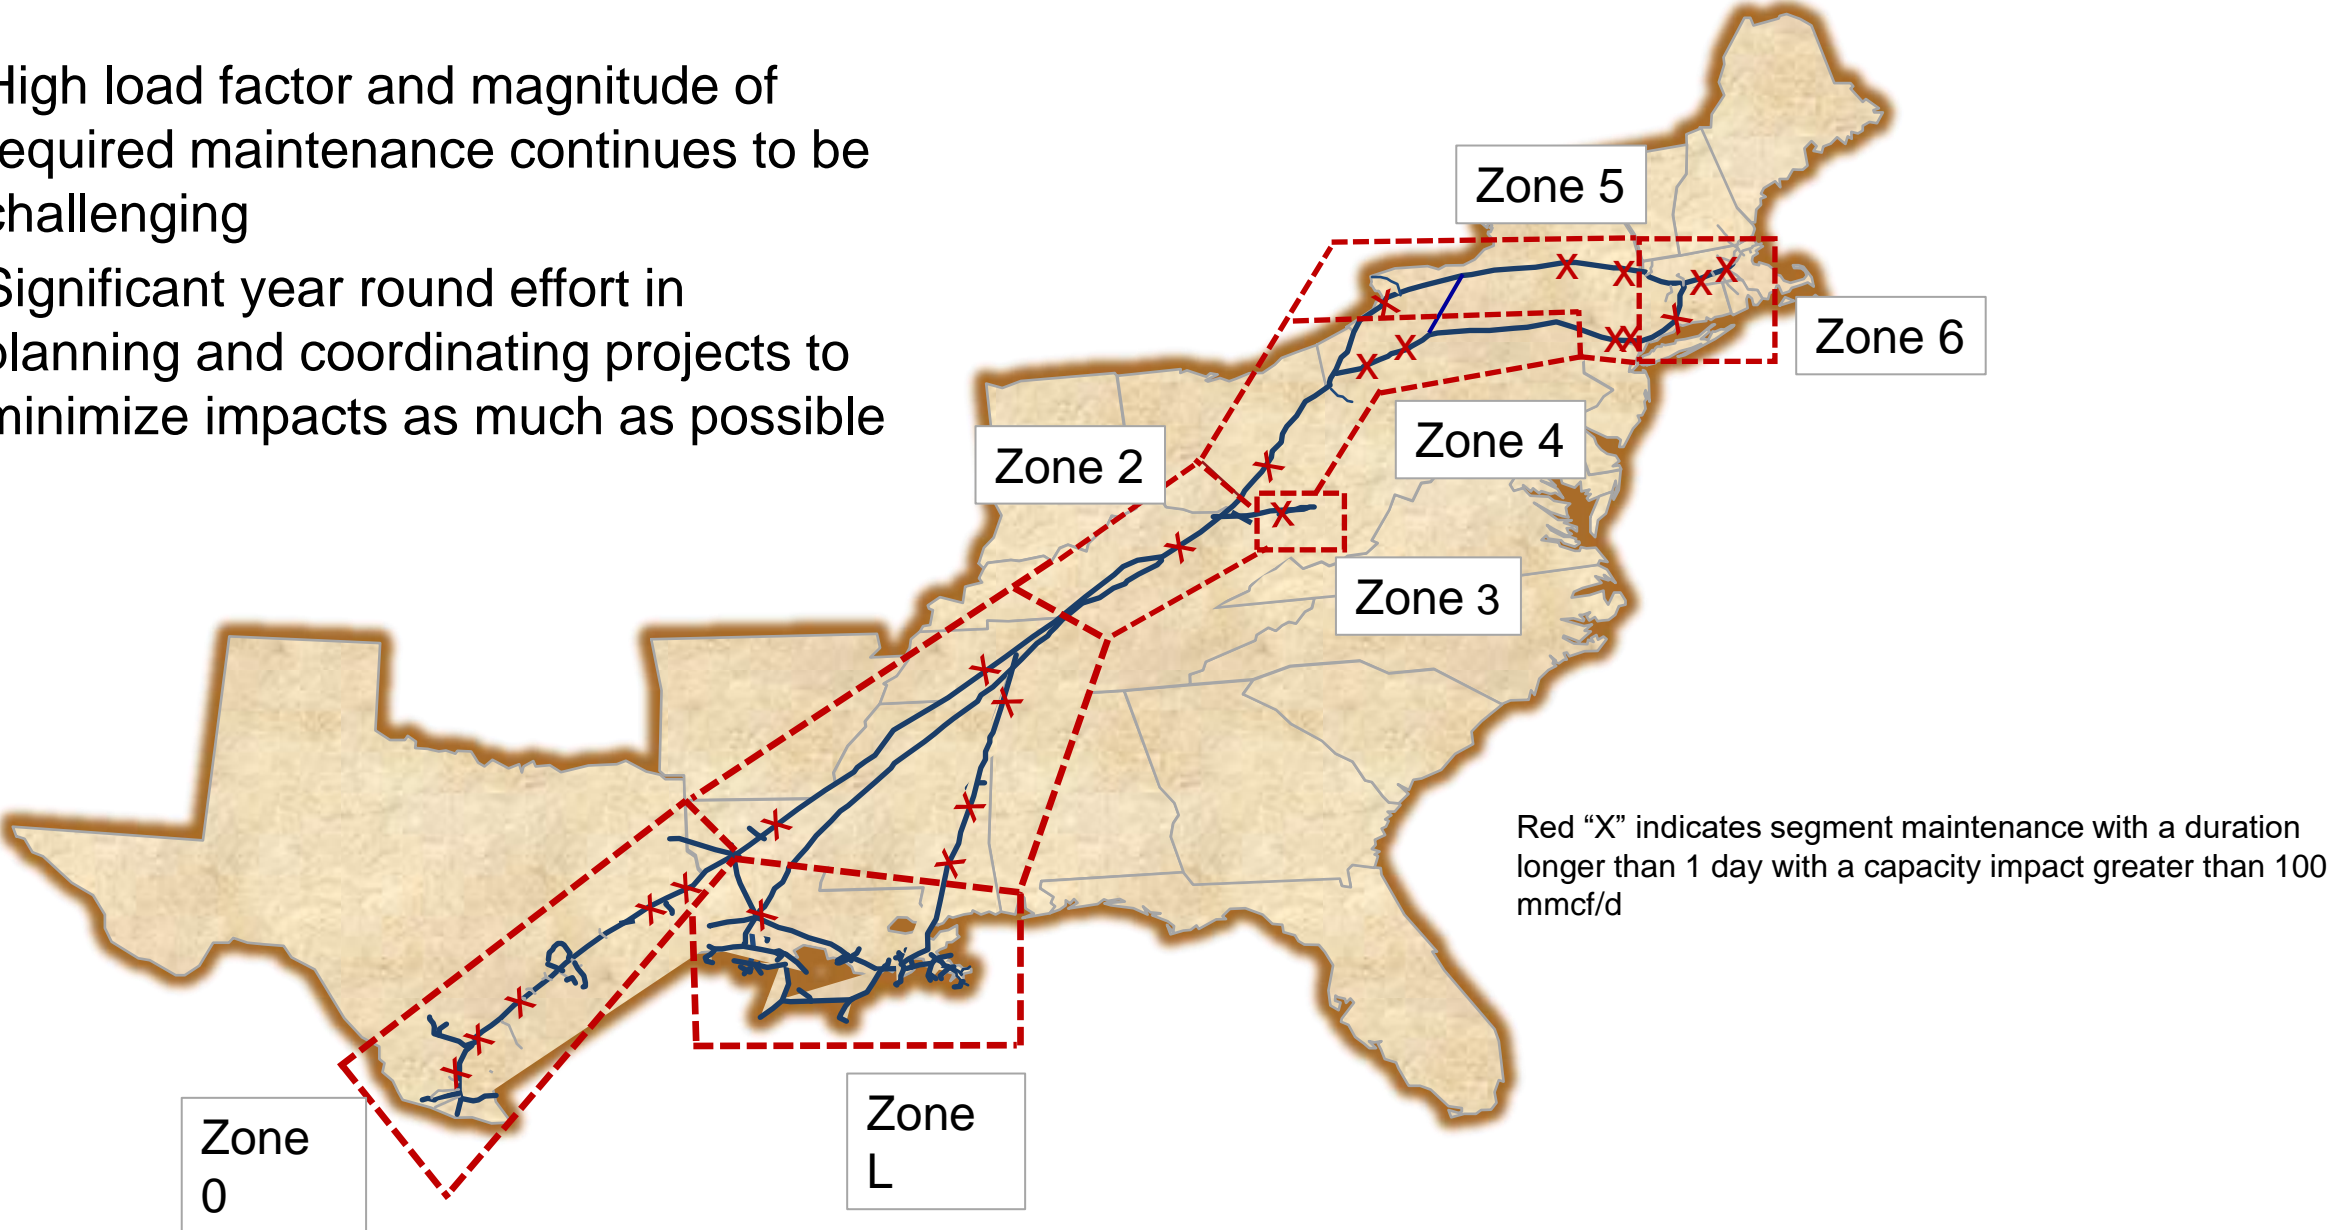 High load factor and magnitude of
required maintenance continues to be
challenging
Significant year round effort in
planning and coordinating projects to
minimize impacts as much as possible
Zone 5
Zone 6
Zone 4
Zone 2
Zone 3
Red “X” indicates segment maintenance with a duration
longer than 1 day with a capacity impact greater than 100
mmcf/d
Zone
L
Zone
0